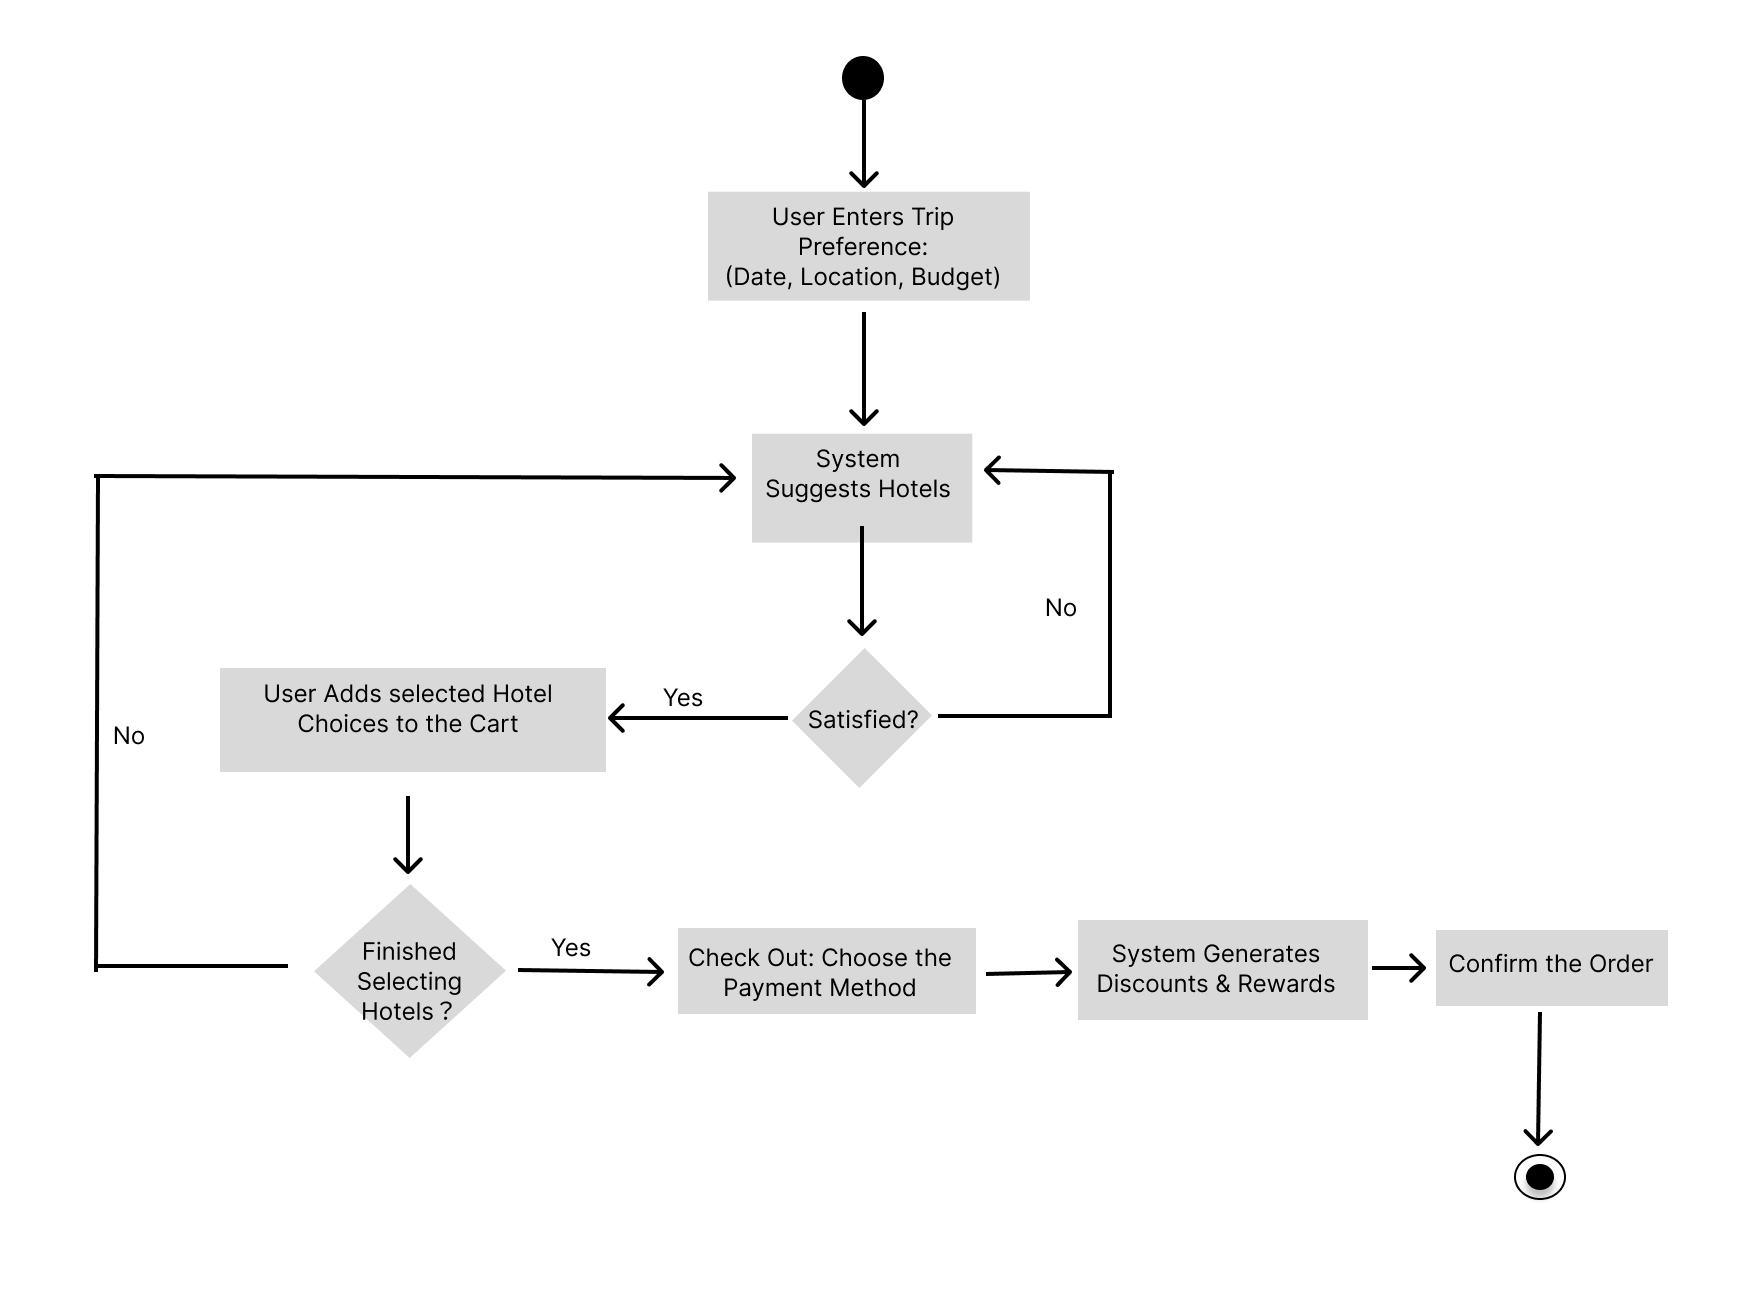 User Enters Trip
Preference:
(Date, Location, Budget)
System
Suggests Hotels
No
User Adds selected Hotel
Choices to the Cart
Yes
Satisfied?
No
Finished
Selecting
Hotels？
Yes
Check Out: Choose the
Payment Method
System Generates
Discounts & Rewards
Confirm the Order